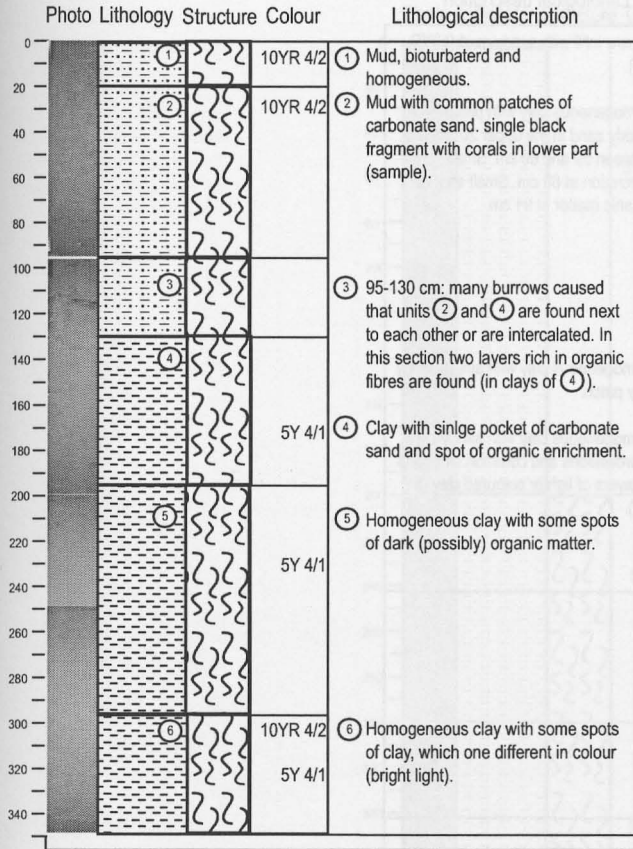 Photo Lithology Structure Colour Lithological description
0
20
40
60
80
100
120
140
160
180
200
220
240
260
280
300
320
340
1
2
3
4
5
6
10YR 4/2
10YR 4/2
5Y 4/1
5Y 4/1
10YR 4/2
5Y 4/1
1 Mud, bioturbaterd and
homogeneous.
2 Mud with common patches of
carbonate sand. single black
fragment with corals in lower part
(sample).
3 95-130 cm: many burrows caused
that units 2 and 4 are found next
to each other or are intercalated. In
this section two layers rich in organic
fibres are found (in clays of 4).
4 Clay with sinlge pocket of carbonate
sand and spot of organic enrichment.
5 Homogeneous clay with some spots
of dark (possibly) organic matter.
6 Homogeneous clay with some spots
of clay, which one different in colour
(bright light).